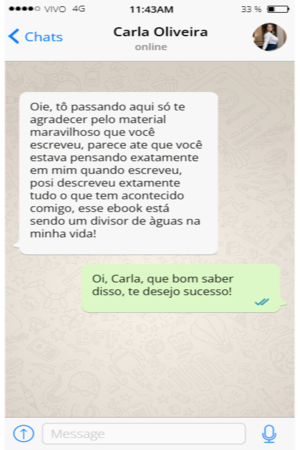 VIVO 4G 11:43AM 33 %
Chats Carla Oliveira
online
Oie, tô passando aqui só te
agradecer pelo material
maravilhoso que você
escreveu, parece ate que você
estava pensando exatamente
em mim quando escreveu,
posi descreveu extamente
tudo o que tem acontecido
comigo, esse ebook está
sendo um divisor de àguas na
minha vida!
Oi, Carla, que bom saber
disso, te desejo sucesso!
Message